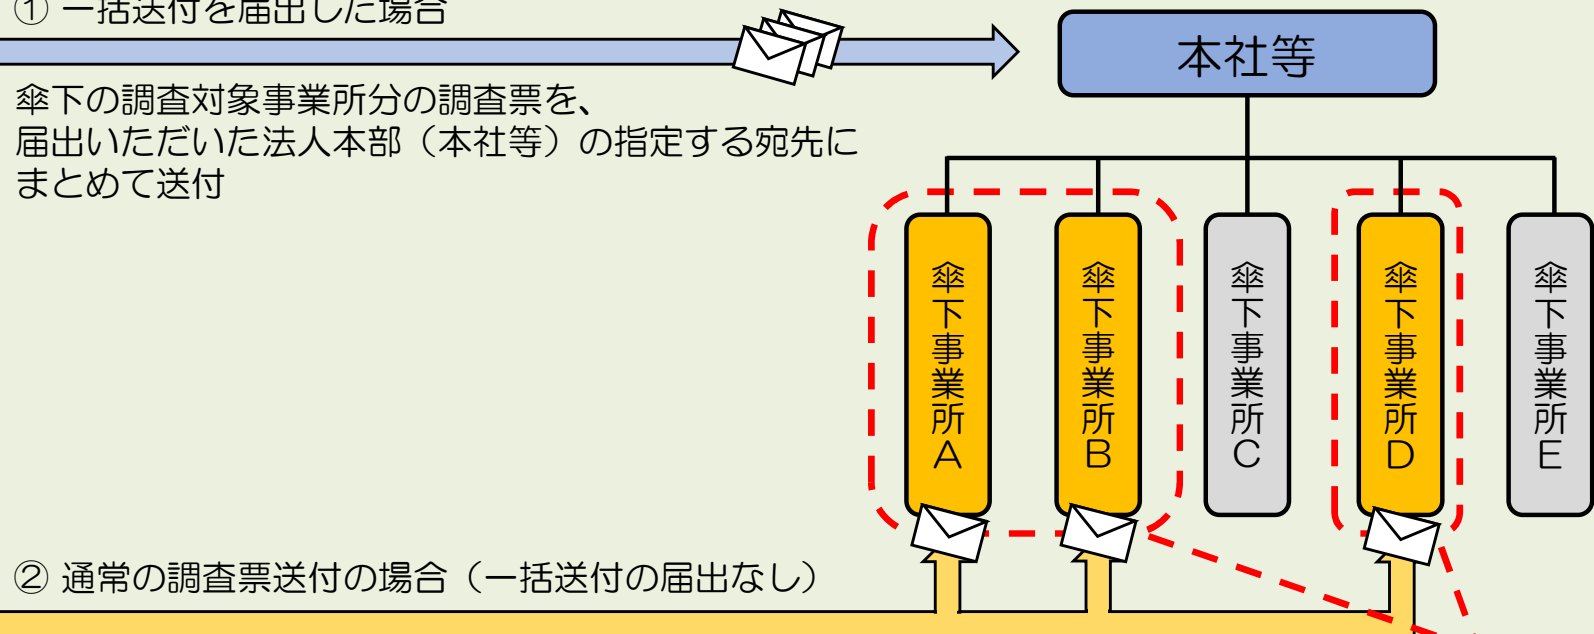 ① 一括送付を届出した場合
本社等
傘下の調査対象事業所分の調査票を、
届出いただいた法人本部（本社等）の指定する宛先に
まとめて送付
傘下事業所A
傘下事業所B
傘下事業所C
傘下事業所D
傘下事業所E
② 通常の調査票送付の場合（一括送付の届出なし）